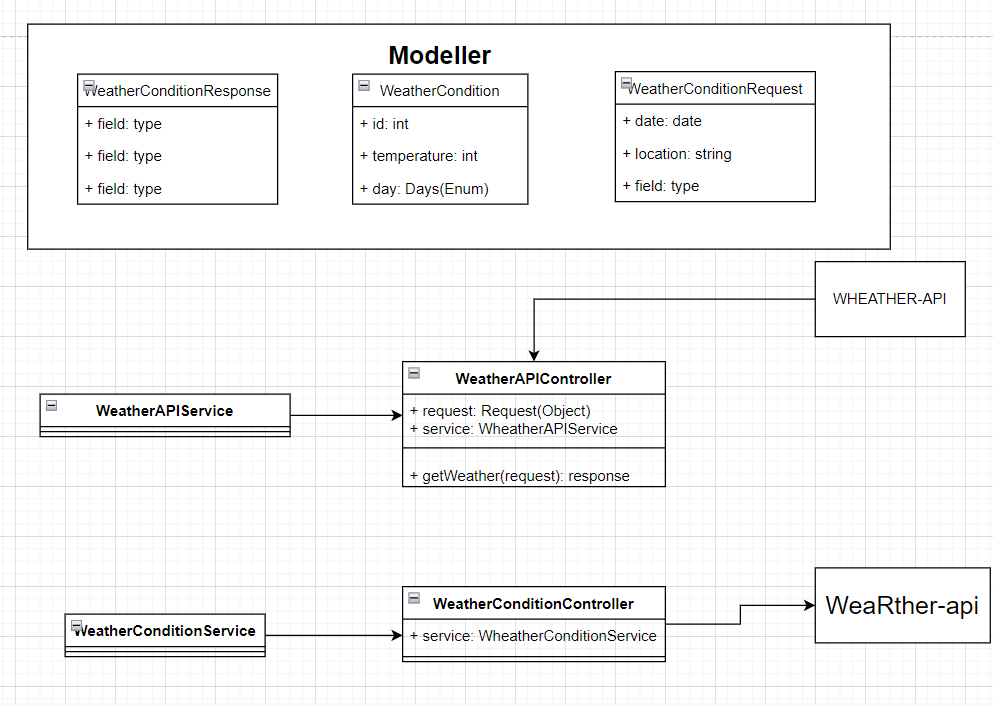 Modeller
WeatherConditionResponse
+ field: type
+ field: type
+ field: type
WeatherCondition
+ id: int
+ temperature: int
+ day: Days(Enum)
WeatherConditionRequest
+ date: date
+ location: string
+ field: type
WHEATHER-API
WeatherAPIService
WeatherAPIController
+ request: Request(Object)
+ service: WheatherAPIService
+ getWeather(request): response
WeatherConditionService
WeatherConditionController
+ service: WheatherConditionService
WeaRther-api